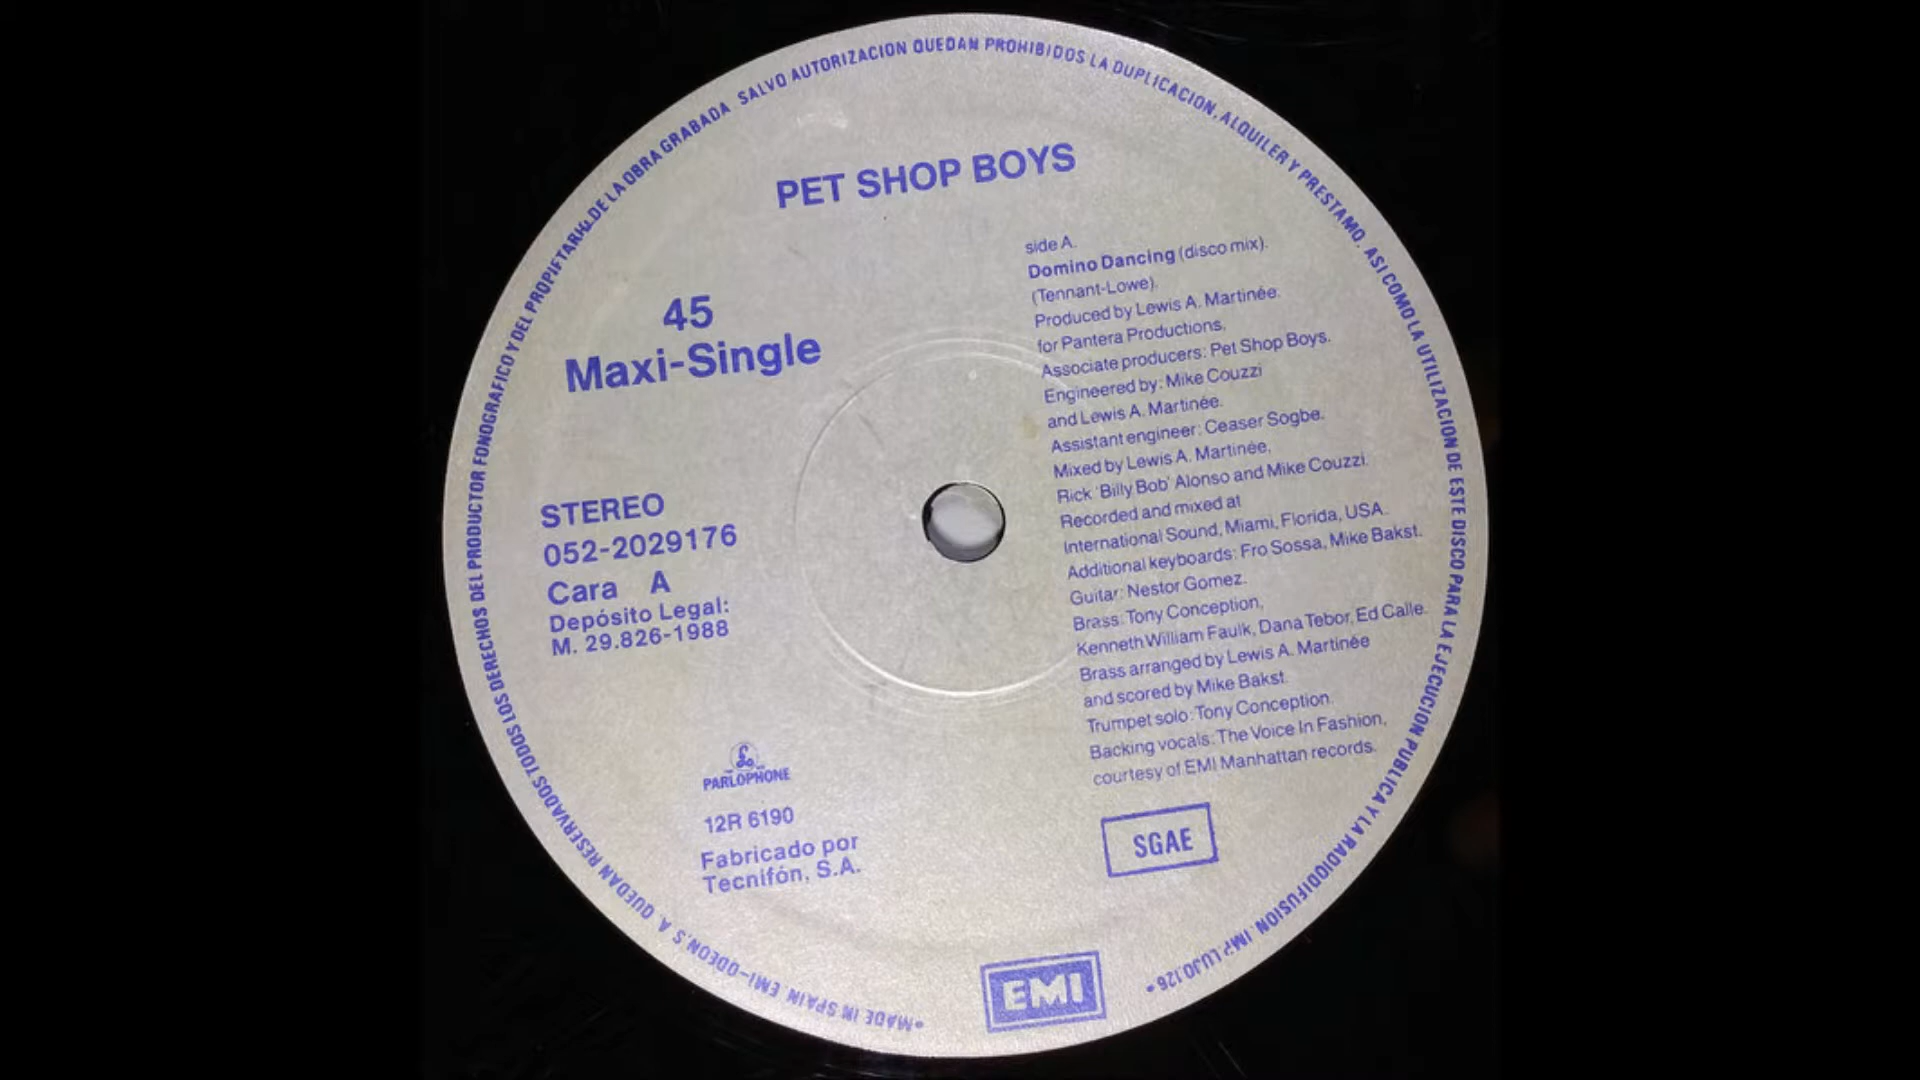 SALVO AUTORIZACION QUEDAN PROHIBIDOS LA DUPLICACION, ALQUILER Y PRESTAMO. ASI COMO LA UTILIZACION DE ESTE DISCO PARA LA EJECUCION PUBLICA Y LA RADIODIFUSION. IMP. LUJO,126 •
• MADE IN SPAIN. EMI-ODEON, S. A. QUEDAN RESERVADOS TODOS LOS DERECHOS DEL PRODUCTOR FONOGRAFICO Y DEL PROPIETARIO DE LA OBRA GRABADA
PET SHOP BOYS
45
Maxi-Single
STEREO
052-2029176
Cara A
Depósito Legal:
M. 29.826-1988
PARLOPHONE
12R 6190
Fabricado por
Tecnifón, S.A.
side A.
Domino Dancing (disco mix).
(Tennant-Lowe).
Produced by Lewis A. Martinée.
for Pantera Productions,
Associate producers: Pet Shop Boys.
Engineered by: Mike Couzzi
and Lewis A. Martinée.
Assistant engineer: Ceaser Sogbe.
Mixed by Lewis A. Martinée,
Rick 'Billy Bob' Alonso and Mike Couzzi.
Recorded and mixed at
International Sound, Miami, Florida, USA.
Additional keyboards: Fro Sossa, Mike Bakst.
Guitar: Nestor Gomez.
Brass: Tony Conception,
Kenneth William Faulk, Dana Tebor, Ed Calle.
Brass arranged by Lewis A. Martinée
and scored by Mike Bakst.
Trumpet solo: Tony Conception.
Backing vocals: The Voice In Fashion,
courtesy of EMI Manhattan records.
SGAE
EMI